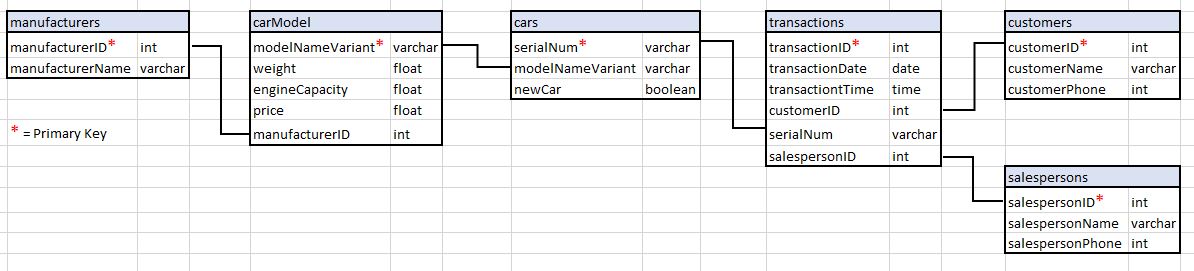 manufacturers
manufacturerID* int
manufacturerName varchar
* = Primary Key
carModel
modelNameVariant* varchar
weight float
engineCapacity float
price float
manufacturerID int
cars
serialNum* varchar
modelNameVariant varchar
newCar boolean
transactions
transactionID* int
transactionDate date
transactiontTime time
customerID int
serialNum varchar
salespersonID int
customers
customerID* int
customerName varchar
customerPhone int
salespersons
salespersonID* int
salespersonName varchar
salespersonPhone int